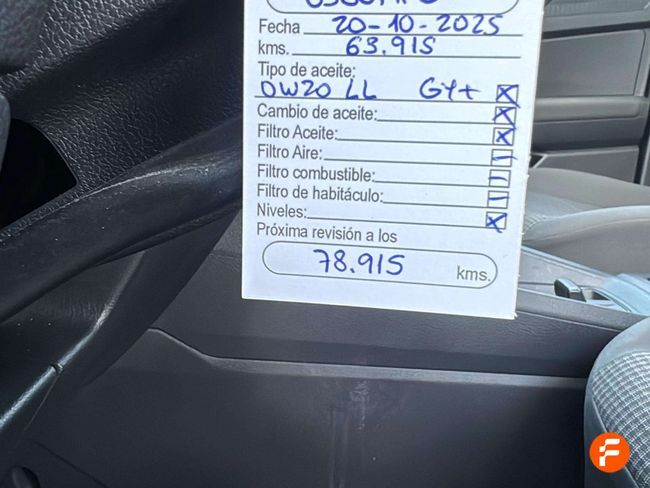 Fecha 20-10-2025
kms. 63.915
Tipo de aceite:
0W20 LL GY+
Cambio de aceite:
Filtro Aceite:
Filtro Aire:
Filtro combustible:
Filtro de habitáculo:
Niveles:
Próxima revisión a los
78.915 kms.